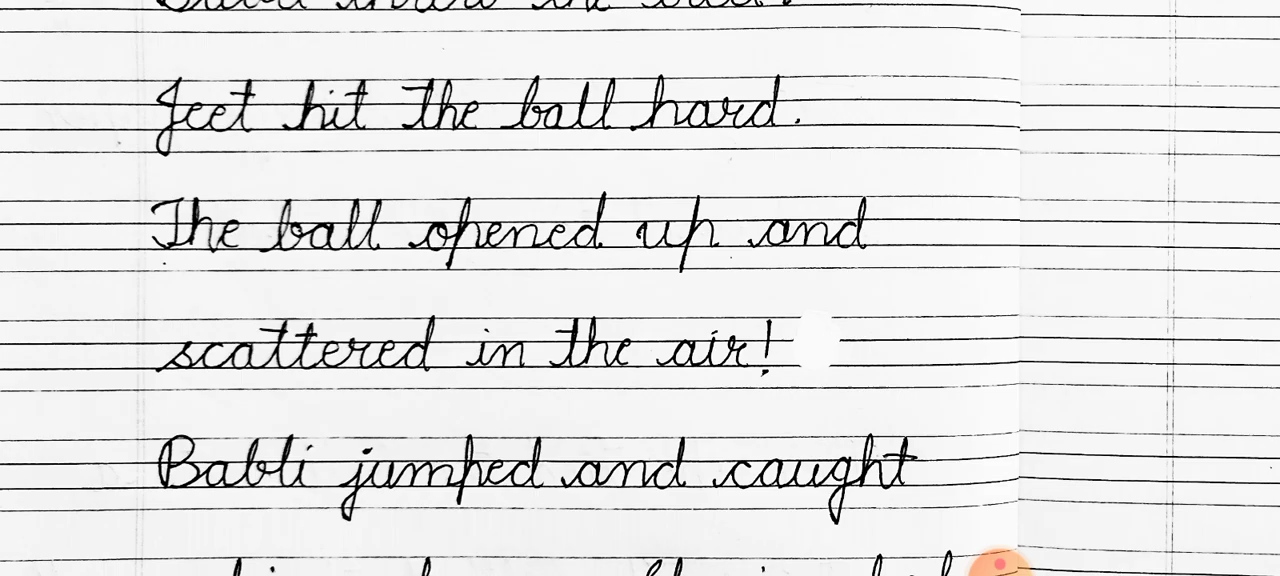 Jeet hit the ball hard.
The ball opened up and
scattered in the air!
Babli jumped and caught